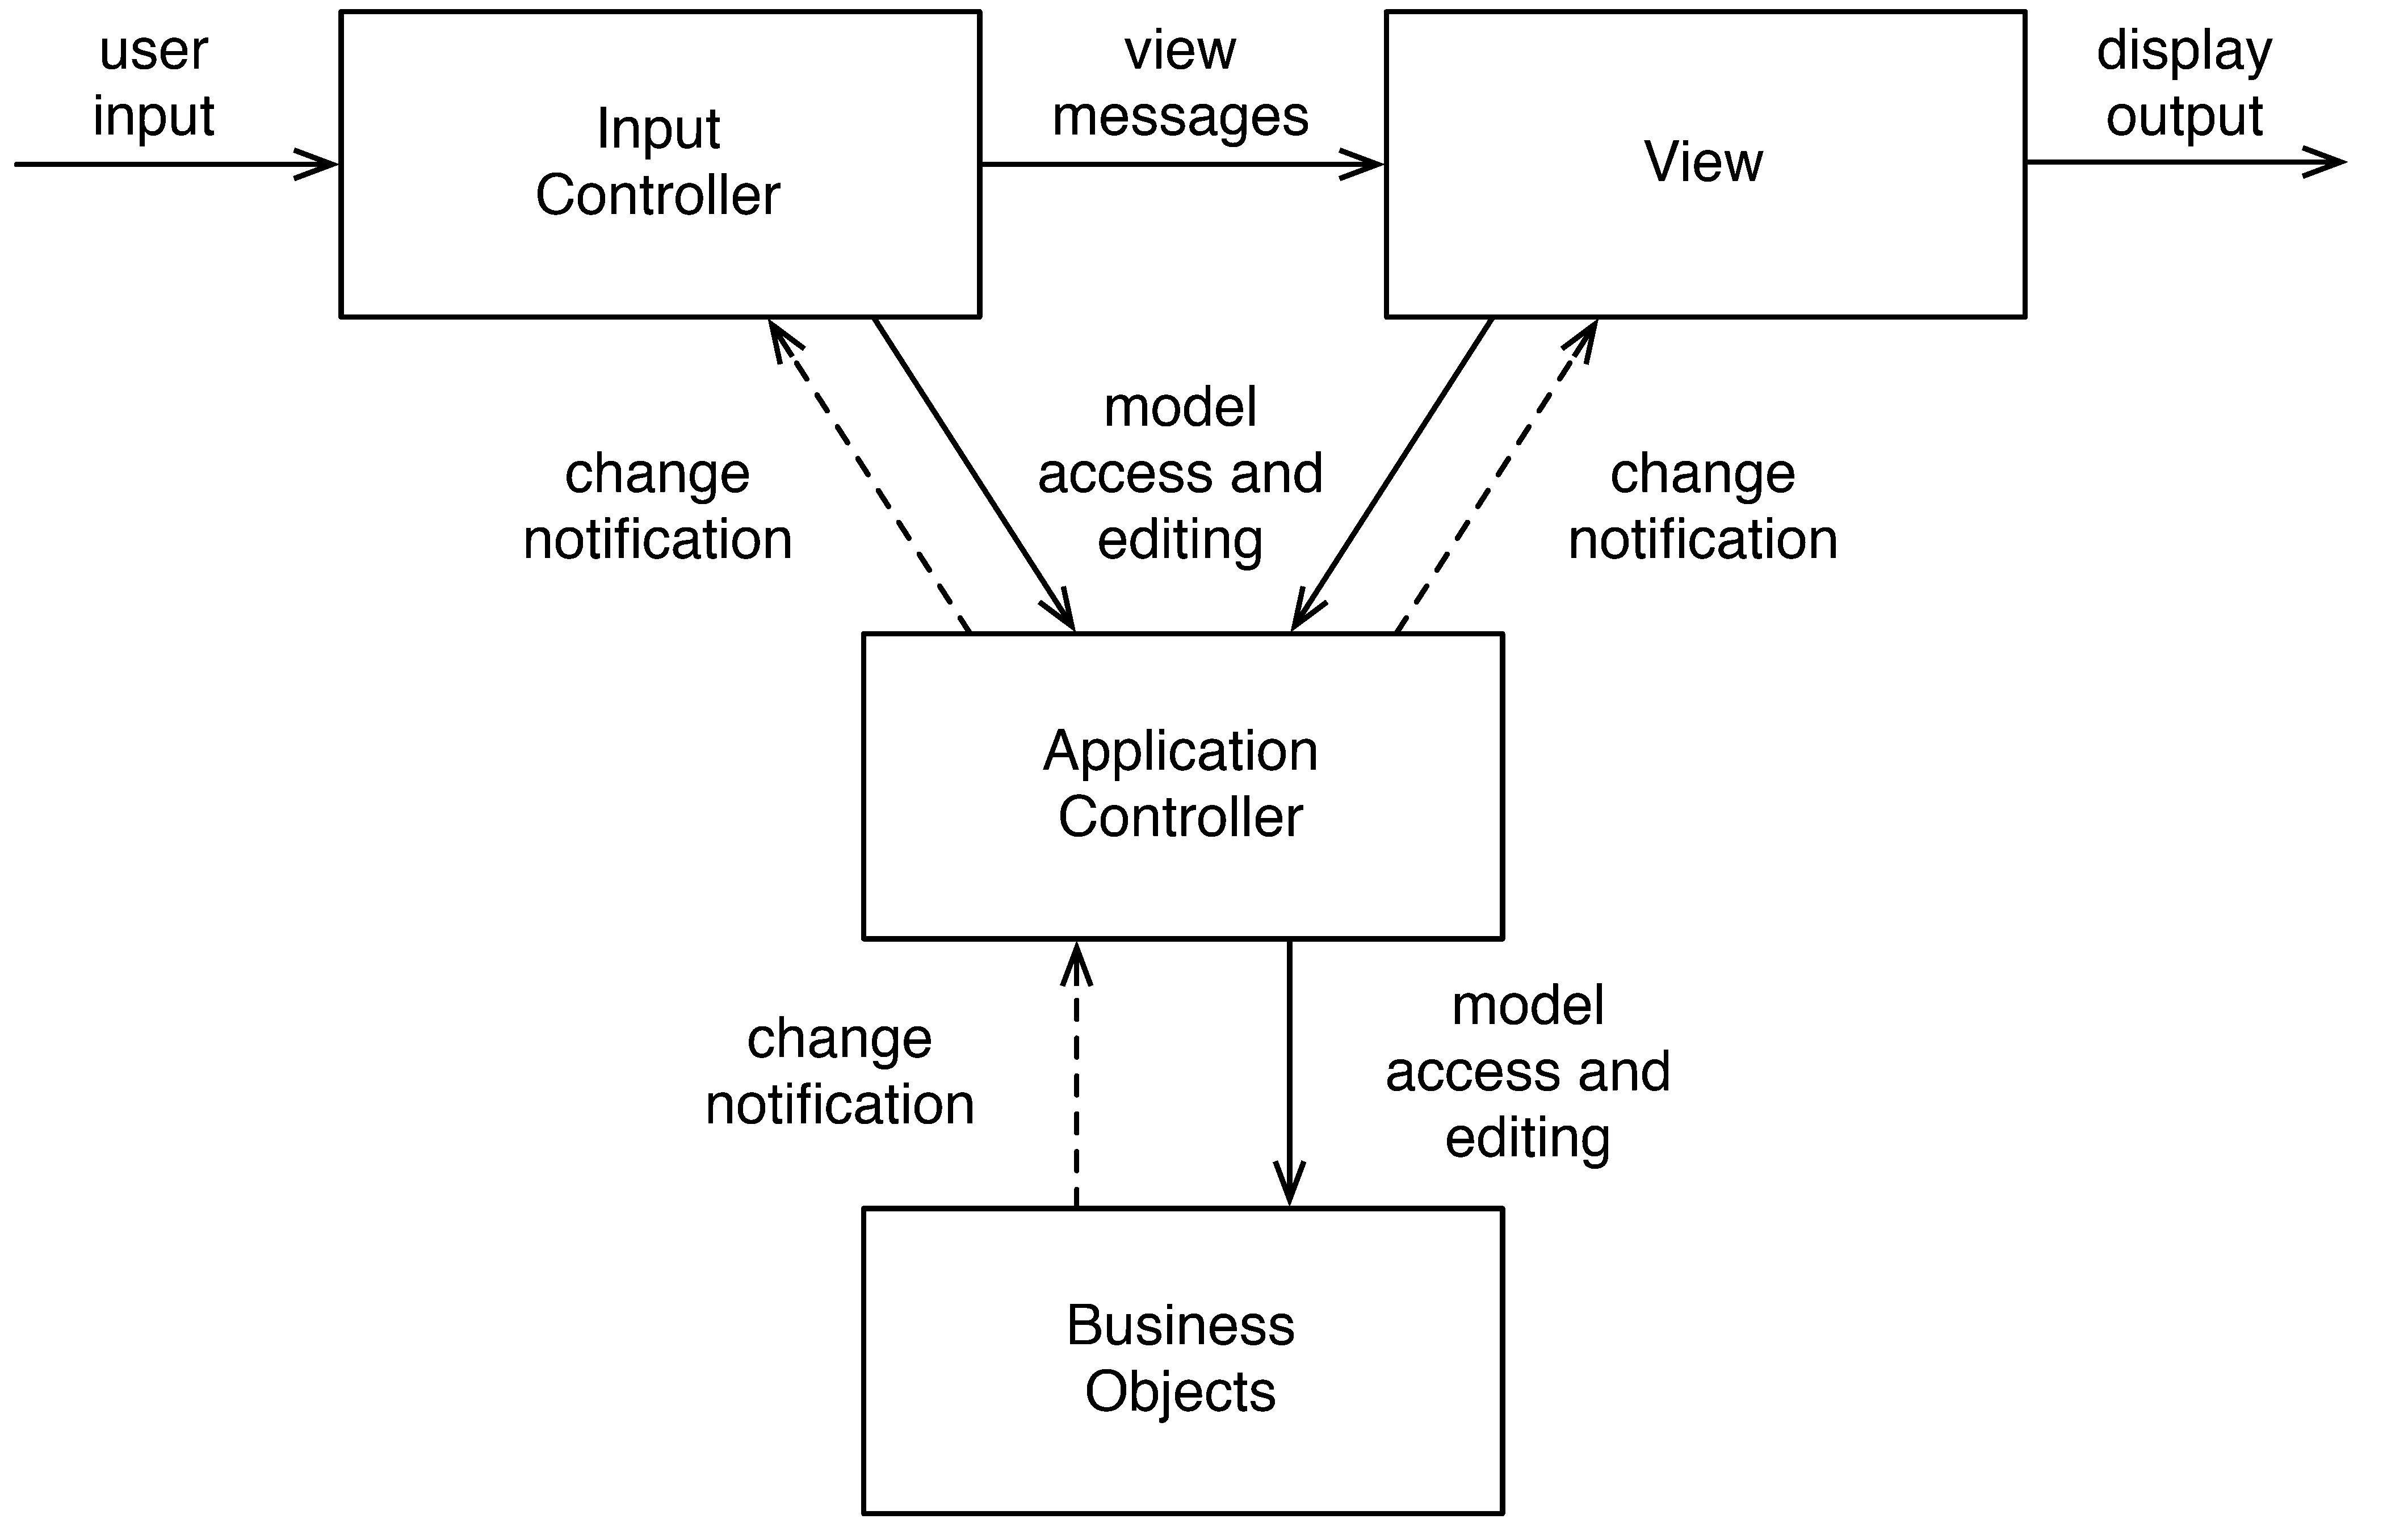 user
input
Input
Controller
view
messages
View
display
output
change
notification
model
access and
editing
change
notification
Application
Controller
change
notification
model
access and
editing
Business
Objects